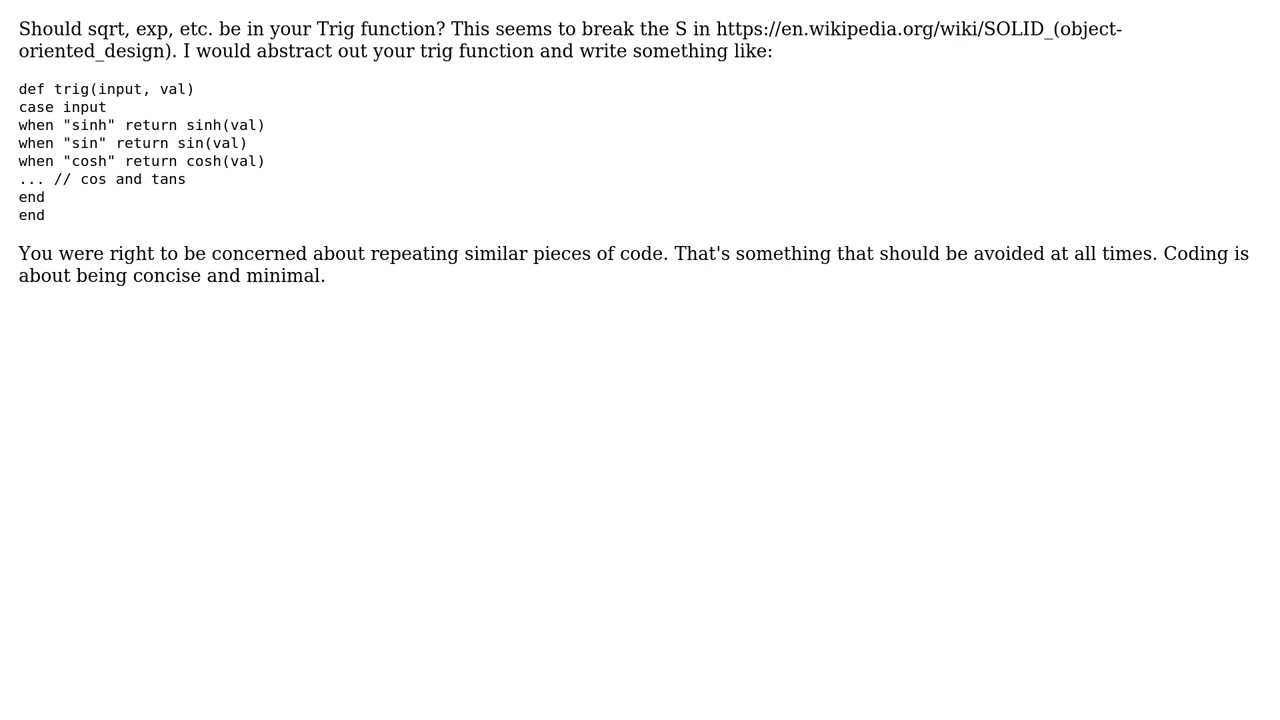 Should sqrt, exp, etc. be in your Trig function? This seems to break the S in https://en.wikipedia.org/wiki/SOLID_(object-
oriented_design). I would abstract out your trig function and write something like:
def trig(input, val)
case input
when "sinh" return sinh(val)
when "sin" return sin(val)
when "cosh" return cosh(val)
... // cos and tans
end
end
You were right to be concerned about repeating similar pieces of code. That's something that should be avoided at all times. Coding is
about being concise and minimal.